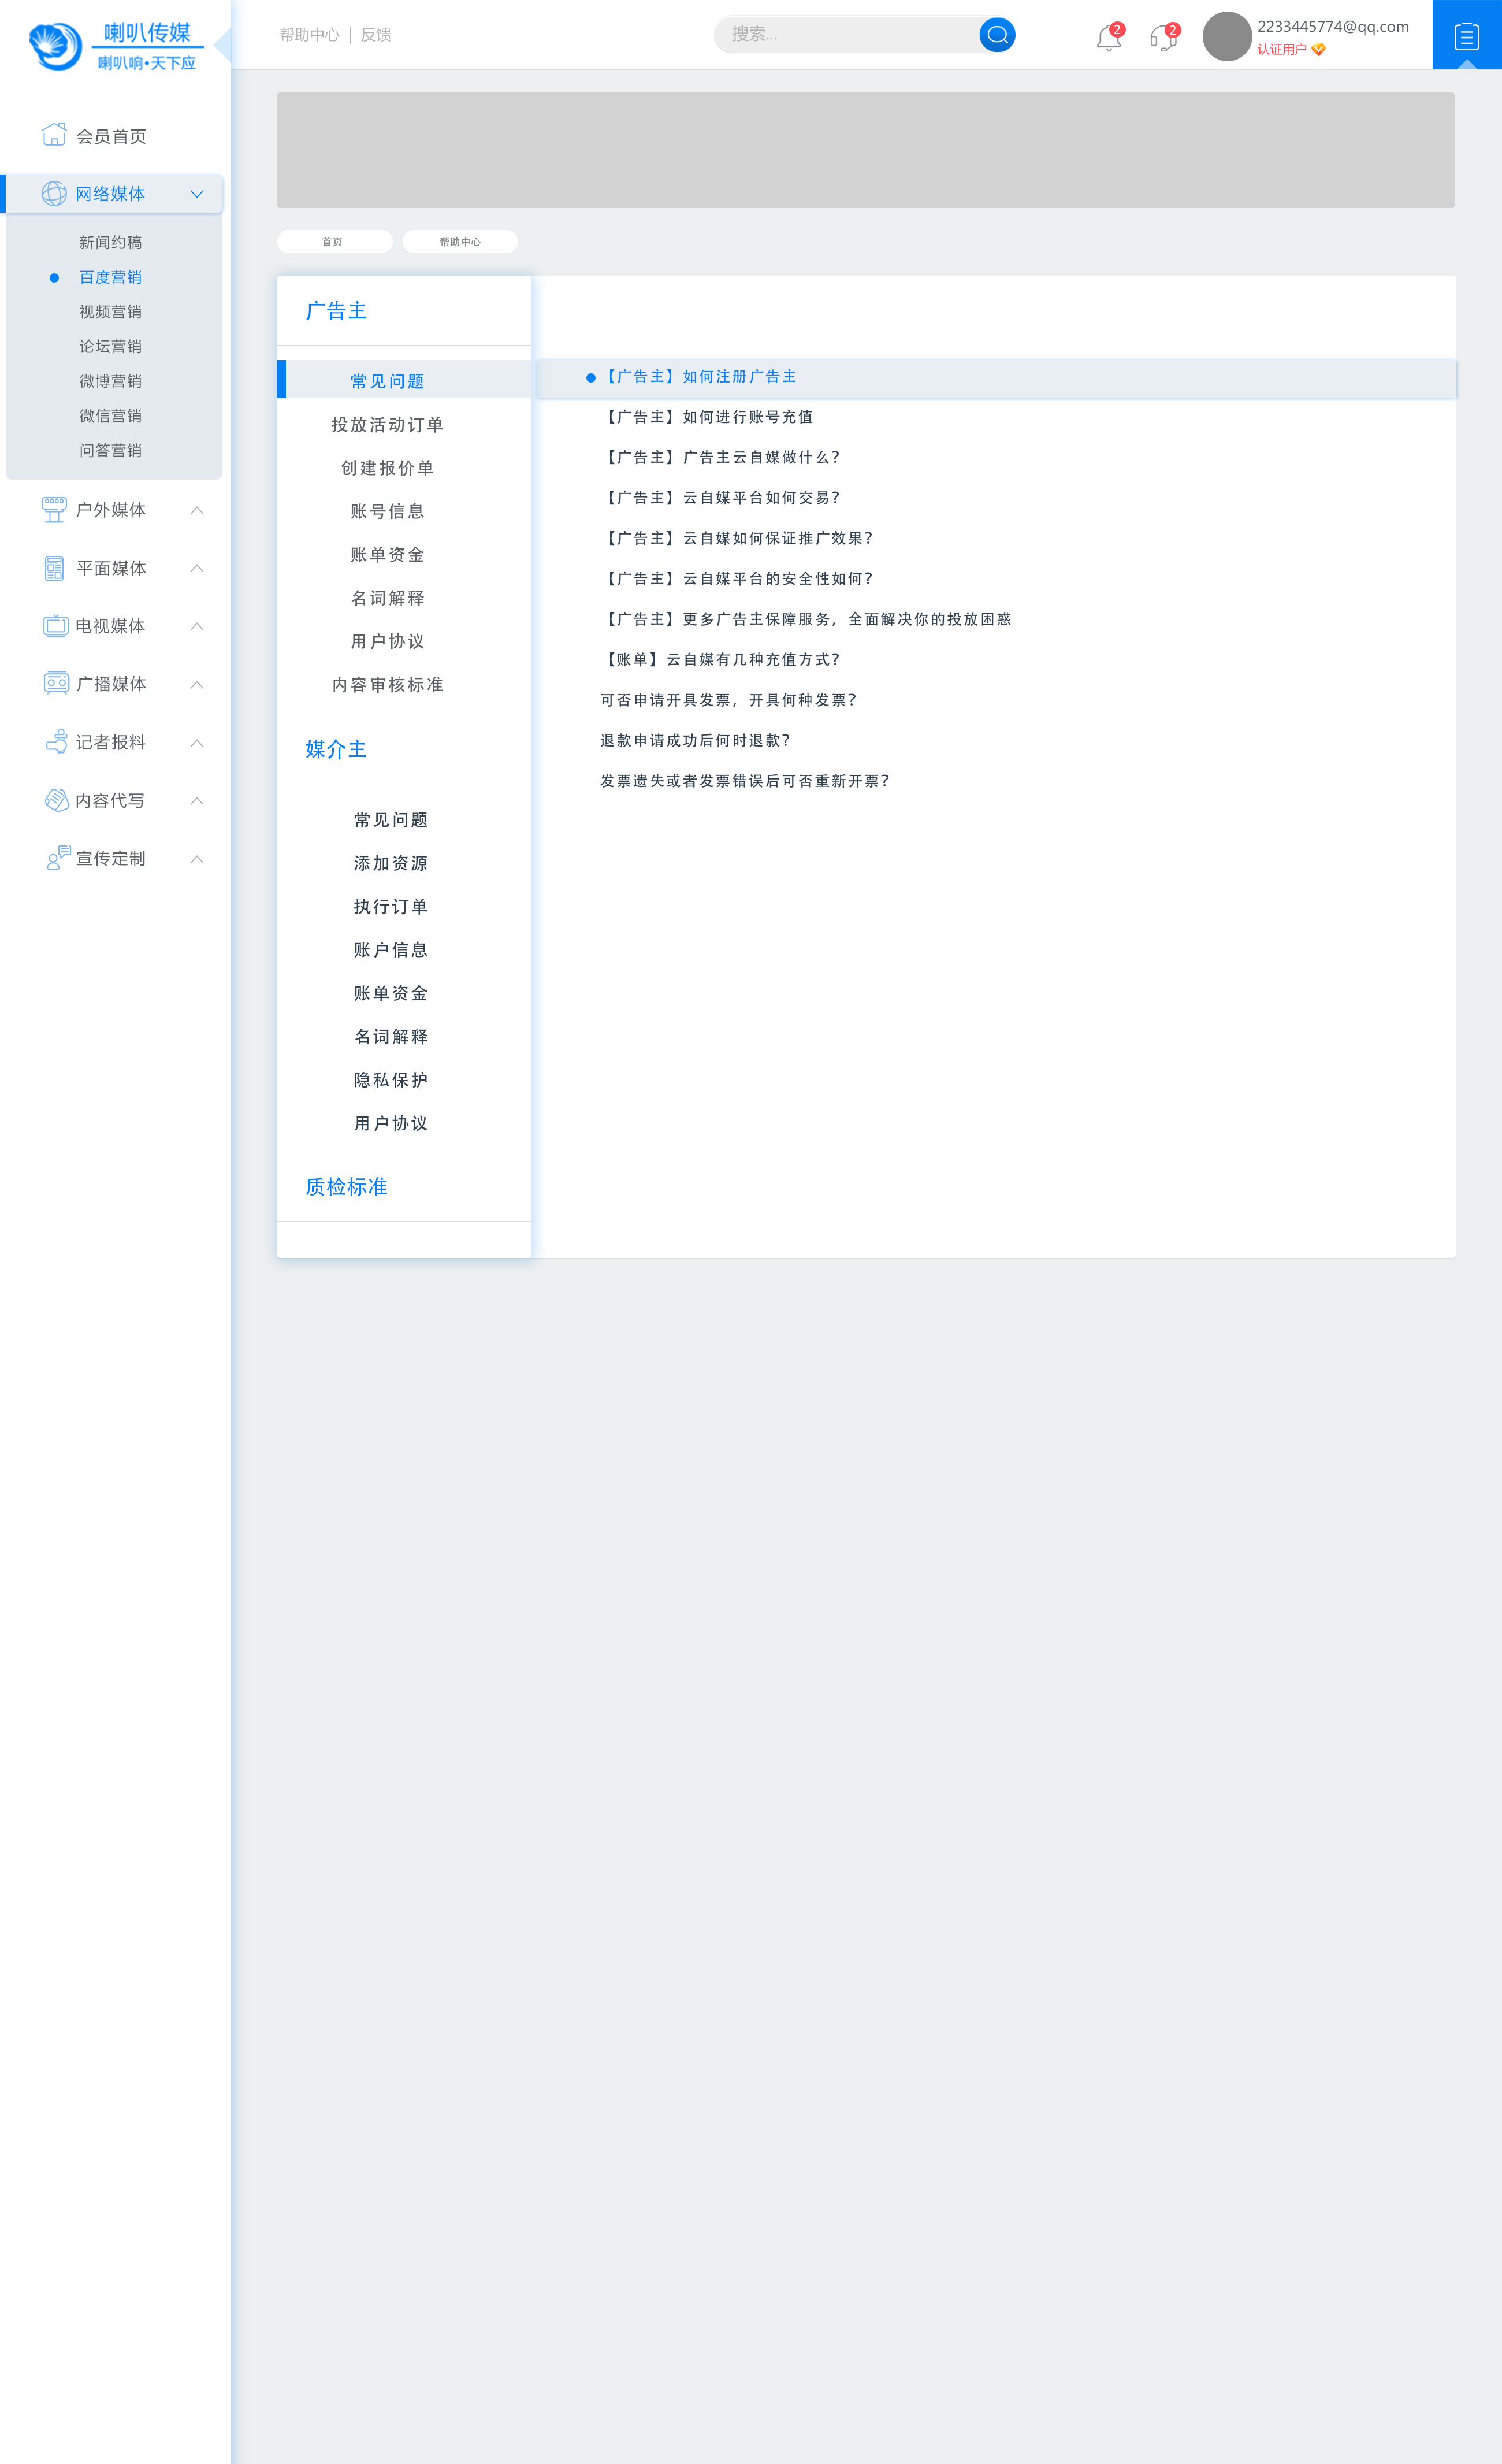 喇叭传媒
喇叭响•天下应
帮助中心 | 反馈
搜索...
2
2
2233445774@qq.com
认证用户
会员首页
网络媒体
新闻约稿
百度营销
视频营销
论坛营销
微博营销
微信营销
问答营销
户外媒体
平面媒体
电视媒体
广播媒体
记者报料
内容代写
宣传定制
首页
帮助中心
广告主
常见问题
投放活动订单
创建报价单
账号信息
账单资金
名词解释
用户协议
内容审核标准
媒介主
常见问题
添加资源
执行订单
账户信息
账单资金
名词解释
隐私保护
用户协议
质检标准
【广告主】如何注册广告主
【广告主】如何进行账号充值
【广告主】广告主云自媒做什么?
【广告主】云自媒平台如何交易?
【广告主】云自媒如何保证推广效果?
【广告主】云自媒平台的安全性如何?
【广告主】更多广告主保障服务，全面解决你的投放困惑
【账单】云自媒有几种充值方式?
可否申请开具发票，开具何种发票?
退款申请成功后何时退款?
发票遗失或者发票错误后可否重新开票?